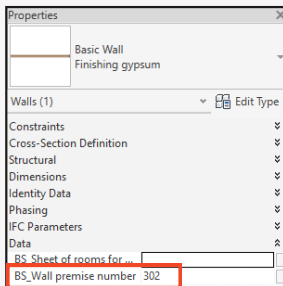 Properties
Basic Wall
Finishing gypsum
Walls (1)
Edit Type
Constraints
Cross-Section Definition
Structural
Dimensions
Identity Data
Phasing
IFC Parameters
Data
BS_Sheet of rooms for ...
BS_Wall premise number 302